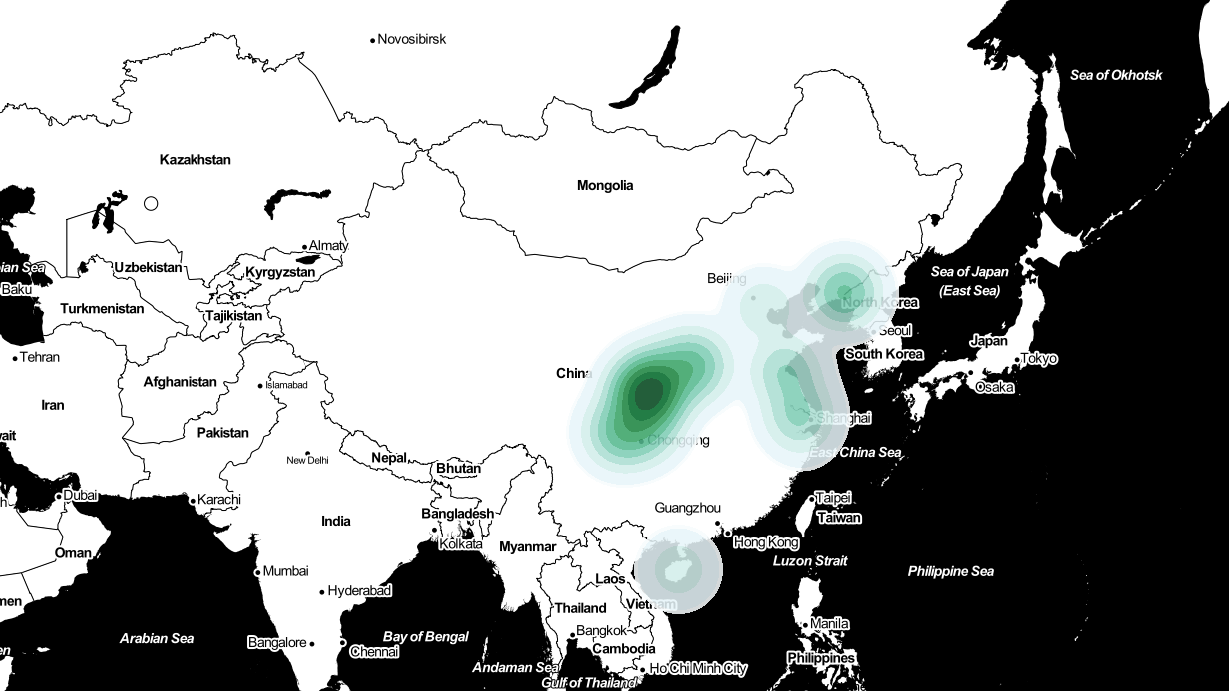 Novosibirsk
Sea of Okhotsk
Kazakhstan
Mongolia
Almaty
ian Sea
Uzbekistan
Kyrgyzstan
Beijing
Sea of Japan
(East Sea)
Baku
Turkmenistan
Tajikistan
North Korea
Seoul
Japan
South Korea
Tehran
Tokyo
China
Afghanistan
Islamabad
Osaka
Iran
Shanghai
Pakistan
wait
Chongqing
East China Sea
New Delhi
Nepal
Bhutan
Dubai
Karachi
Guangzhou
Taipei
Bangladesh
India
Taiwan
Kolkata
Hong Kong
Myanmar
Oman
Luzon Strait
Mumbai
Laos
Philippine Sea
Hyderabad
men
Thailand
Vietnam
Manila
Arabian Sea
Bangalore
Bay of Bengal
Bangkok
Chennai
Cambodia
en
Philippines
Andaman Sea
Ho Chi Minh City
Gulf of Thailand